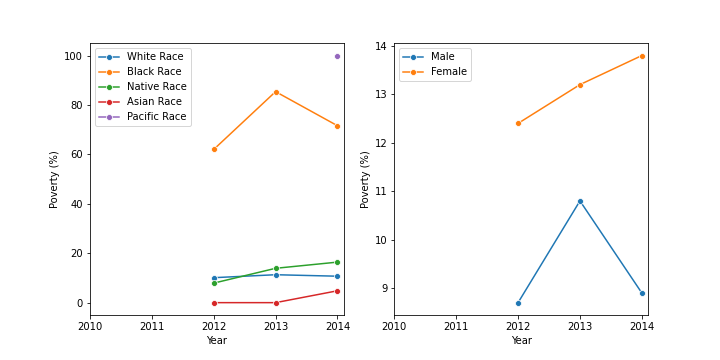 White Race
Black Race
Native Race
Asian Race
Pacific Race
100
80
60
40
20
0
Poverty (%)
2010 2011 2012 2013 2014
Year
Male
Female
14
13
12
11
10
9
Poverty (%)
2010 2011 2012 2013 2014
Year